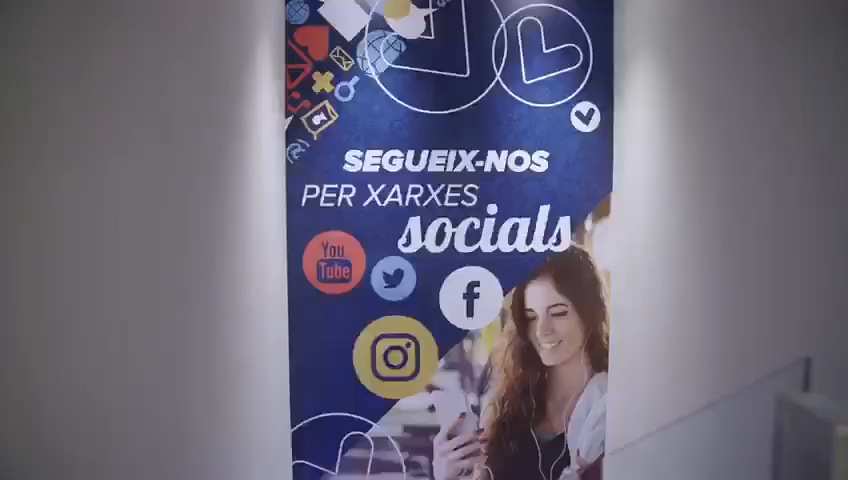 SEGUEIX-NOS
PER XARXES
socials
You
Tube
f